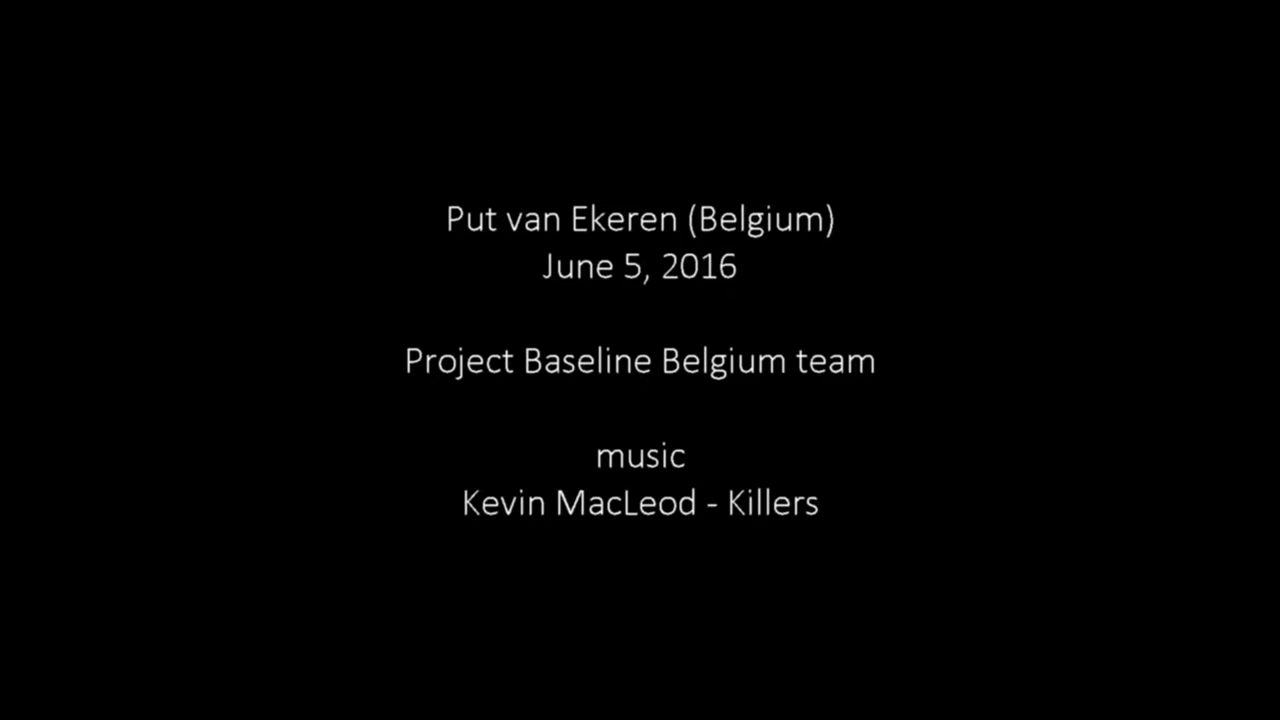 Put van Ekeren (Belgium)
June 5, 2016
Project Baseline Belgium team
music
Kevin MacLeod - Killers